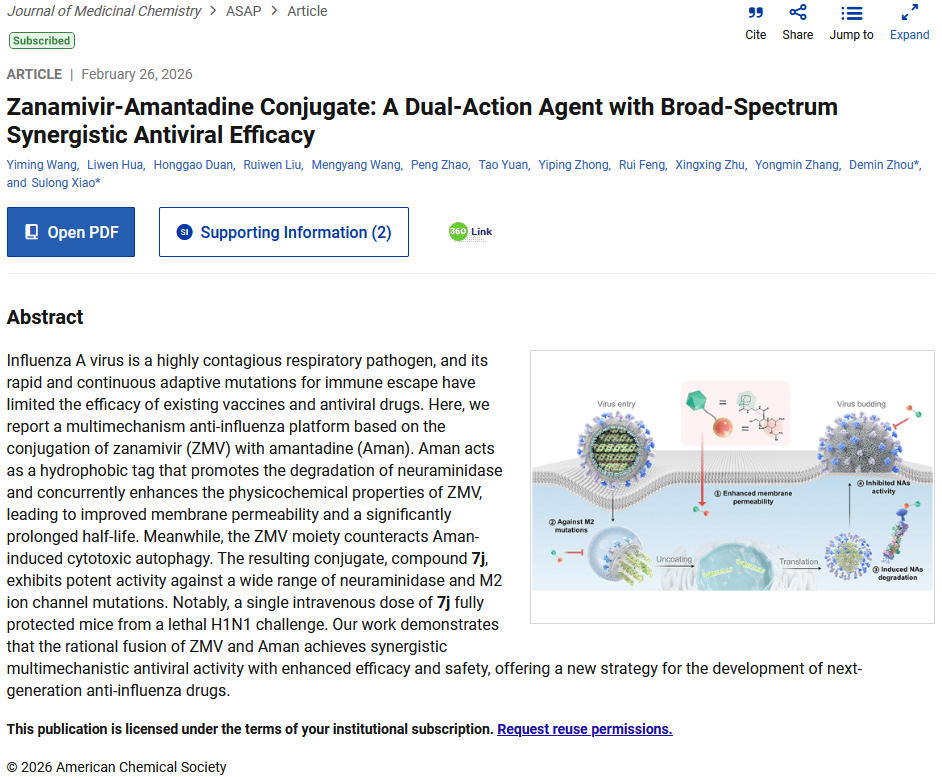 Journal of Medicinal Chemistry > ASAP > Article
Cite Share Jump to Expand
Subscribed
ARTICLE | February 26, 2026
Zanamivir-Amantadine Conjugate: A Dual-Action Agent with Broad-Spectrum
Synergistic Antiviral Efficacy
Yiming Wang, Liwen Hua, Honggao Duan, Ruiwen Liu, Mengyang Wang, Peng Zhao, Tao Yuan, Yiping Zhong, Rui Feng, Xingxing Zhu, Yongmin Zhang, Demin Zhou*,
and Sulong Xiao*
Open PDF
SI Supporting Information (2)
360 Link
Abstract
Influenza A virus is a highly contagious respiratory pathogen, and its
rapid and continuous adaptive mutations for immune escape have
limited the efficacy of existing vaccines and antiviral drugs. Here, we
report a multimechanism anti-influenza platform based on the
conjugation of zanamivir (ZMV) with amantadine (Aman). Aman acts
as a hydrophobic tag that promotes the degradation of neuraminidase
and concurrently enhances the physicochemical properties of ZMV,
leading to improved membrane permeability and a significantly
prolonged half-life. Meanwhile, the ZMV moiety counteracts Aman-
induced cytotoxic autophagy. The resulting conjugate, compound 7j,
exhibits potent activity against a wide range of neuraminidase and M2
ion channel mutations. Notably, a single intravenous dose of 7j fully
protected mice from a lethal H1N1 challenge. Our work demonstrates
that the rational fusion of ZMV and Aman achieves synergistic
multimechanistic antiviral activity with enhanced efficacy and safety, offering a new strategy for the development of next-
generation anti-influenza drugs.
Virus entry
Virus budding
① Enhanced membrane
permeability
④ Inhibited NAs
activity
② Against M2
mutations
Uncoating
Translation
③ Induced NAs
degradation
This publication is licensed under the terms of your institutional subscription. Request reuse permissions.
© 2026 American Chemical Society